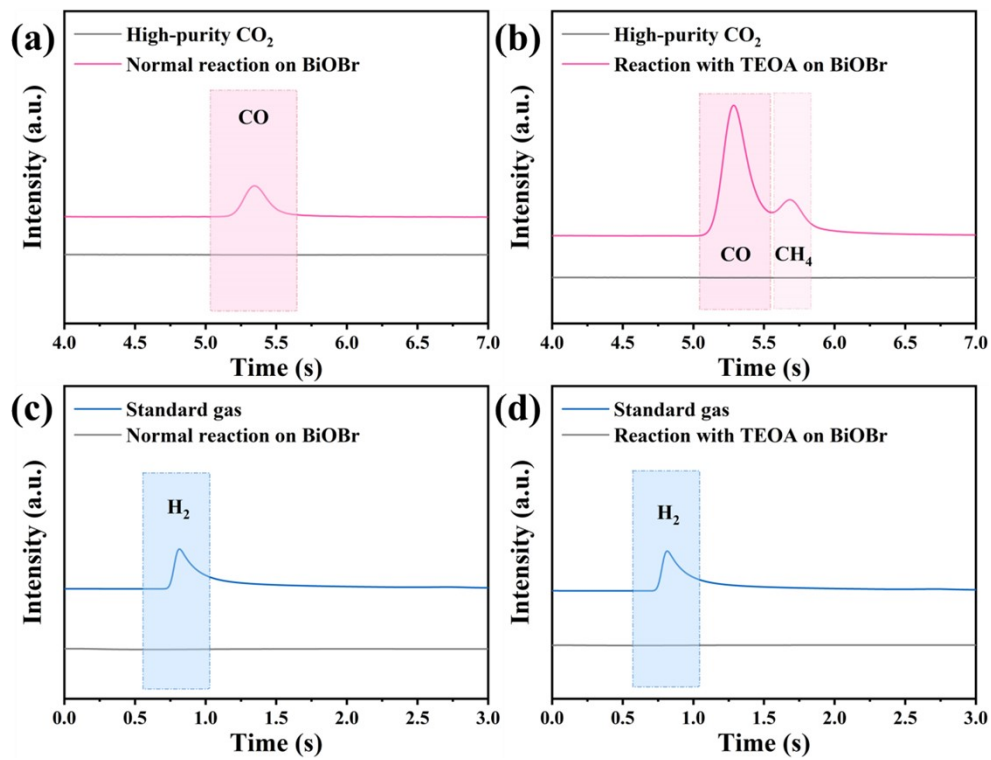 (a)
High-purity CO₂
Normal reaction on BiOBr
CO
Intensity (a.u.)
4.0 4.5 5.0 5.5 6.0 6.5 7.0
Time (s)
(b)
High-purity CO₂
Reaction with TEOA on BiOBr
CO CH₄
Intensity (a.u.)
4.0 4.5 5.0 5.5 6.0 6.5 7.0
Time (s)
(c)
Standard gas
Normal reaction on BiOBr
H₂
Intensity (a.u.)
0.0 0.5 1.0 1.5 2.0 2.5 3.0
Time (s)
(d)
Standard gas
Reaction with TEOA on BiOBr
H₂
Intensity (a.u.)
0.0 0.5 1.0 1.5 2.0 2.5 3.0
Time (s)